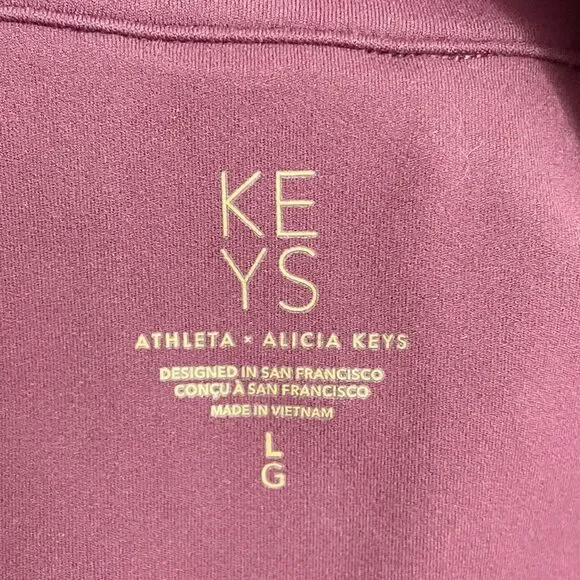 KE
YS
ATHLETA × ALICIA KEYS
DESIGNED IN SAN FRANCISCO
CONÇU À SAN FRANCISCO
MADE IN VIETNAM
L
G